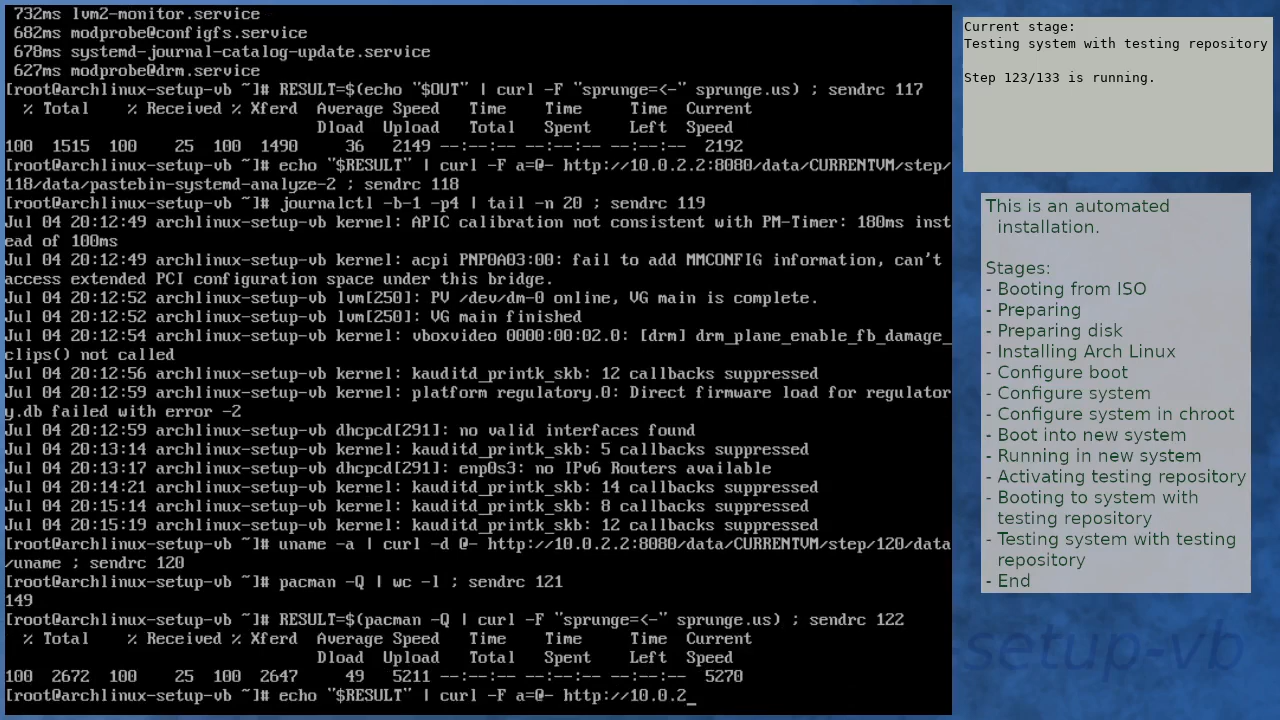 732ms lvm2-monitor.service
682ms modprobe@configfs.service
678ms systemd-journal-catalog-update.service
627ms modprobe@drm.service
[root@archlinux-setup-vb ~]# RESULT=$(echo "$OUT" | curl -F "sprunge=<-" sprunge.us) ; sendrc 117
% Total % Received % Xferd Average Speed Time Time Time Current
Dload Upload Total Spent Left Speed
100 1515 100 25 100 1490 36 2149 --:--:-- --:--:-- --:--:-- 2192
[root@archlinux-setup-vb ~]# echo "$RESULT" | curl -F a=@- http://10.0.2.2:8080/data/CURRENTVM/step/
118/data/pastebin-systemd-analyze-2 ; sendrc 118
[root@archlinux-setup-vb ~]# journalctl -b-1 -p4 | tail -n 20 ; sendrc 119
Jul 04 20:12:49 archlinux-setup-vb kernel: APIC calibration not consistent with PM-Timer: 180ms inst
ead of 100ms
Jul 04 20:12:49 archlinux-setup-vb kernel: acpi PNP0A03:00: fail to add MMCONFIG information, can't
access extended PCI configuration space under this bridge.
Jul 04 20:12:52 archlinux-setup-vb lvm[250]: PV /dev/dm-0 online, VG main is complete.
Jul 04 20:12:52 archlinux-setup-vb lvm[250]: VG main finished
Jul 04 20:12:54 archlinux-setup-vb kernel: vboxvideo 0000:00:02.0: [drm] drm_plane_enable_fb_damage_
clips() not called
Jul 04 20:12:56 archlinux-setup-vb kernel: kauditd_printk_skb: 12 callbacks suppressed
Jul 04 20:12:59 archlinux-setup-vb kernel: platform regulatory.0: Direct firmware load for regulator
y.db failed with error -2
Jul 04 20:12:59 archlinux-setup-vb dhcpcd[291]: no valid interfaces found
Jul 04 20:13:14 archlinux-setup-vb kernel: kauditd_printk_skb: 5 callbacks suppressed
Jul 04 20:13:17 archlinux-setup-vb dhcpcd[291]: enp0s3: no IPv6 Routers available
Jul 04 20:14:21 archlinux-setup-vb kernel: kauditd_printk_skb: 14 callbacks suppressed
Jul 04 20:15:14 archlinux-setup-vb kernel: kauditd_printk_skb: 8 callbacks suppressed
Jul 04 20:15:19 archlinux-setup-vb kernel: kauditd_printk_skb: 12 callbacks suppressed
[root@archlinux-setup-vb ~]# uname -a | curl -d @- http://10.0.2.2:8080/data/CURRENTVM/step/120/data
/uname ; sendrc 120
[root@archlinux-setup-vb ~]# pacman -Q | wc -l ; sendrc 121
149
[root@archlinux-setup-vb ~]# RESULT=$(pacman -Q | curl -F "sprunge=<-" sprunge.us) ; sendrc 122
% Total % Received % Xferd Average Speed Time Time Time Current
Dload Upload Total Spent Left Speed
100 2672 100 25 100 2647 49 5211 --:--:-- --:--:-- --:--:-- 5270
[root@archlinux-setup-vb ~]# echo "$RESULT" | curl -F a=@- http://10.0.2_
Current stage:
Testing system with testing repository
Step 123/133 is running.
This is an automated
installation.
Stages:
- Booting from ISO
- Preparing
- Preparing disk
- Installing Arch Linux
- Configure boot
- Configure system
- Configure system in chroot
- Boot into new system
- Running in new system
- Activating testing repository
- Booting to system with
testing repository
- Testing system with testing
repository
- End
setup-vb